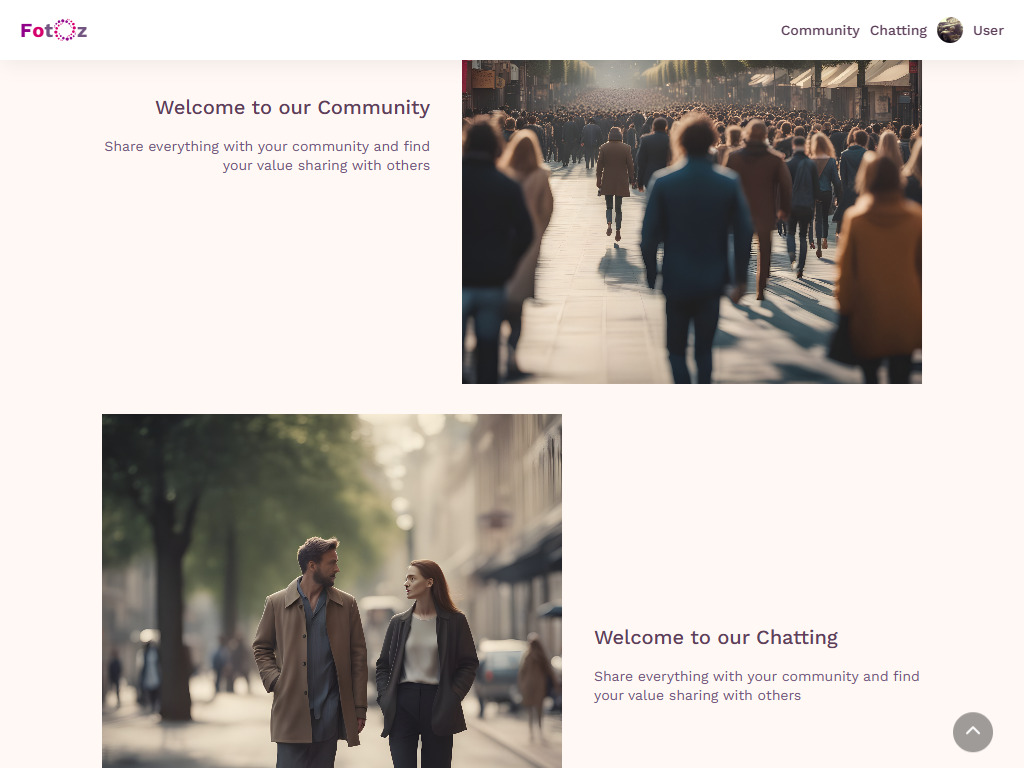 FotOz
Community Chatting User
Welcome to our Community
Share everything with your community and find
your value sharing with others
Welcome to our Chatting
Share everything with your community and find
your value sharing with others